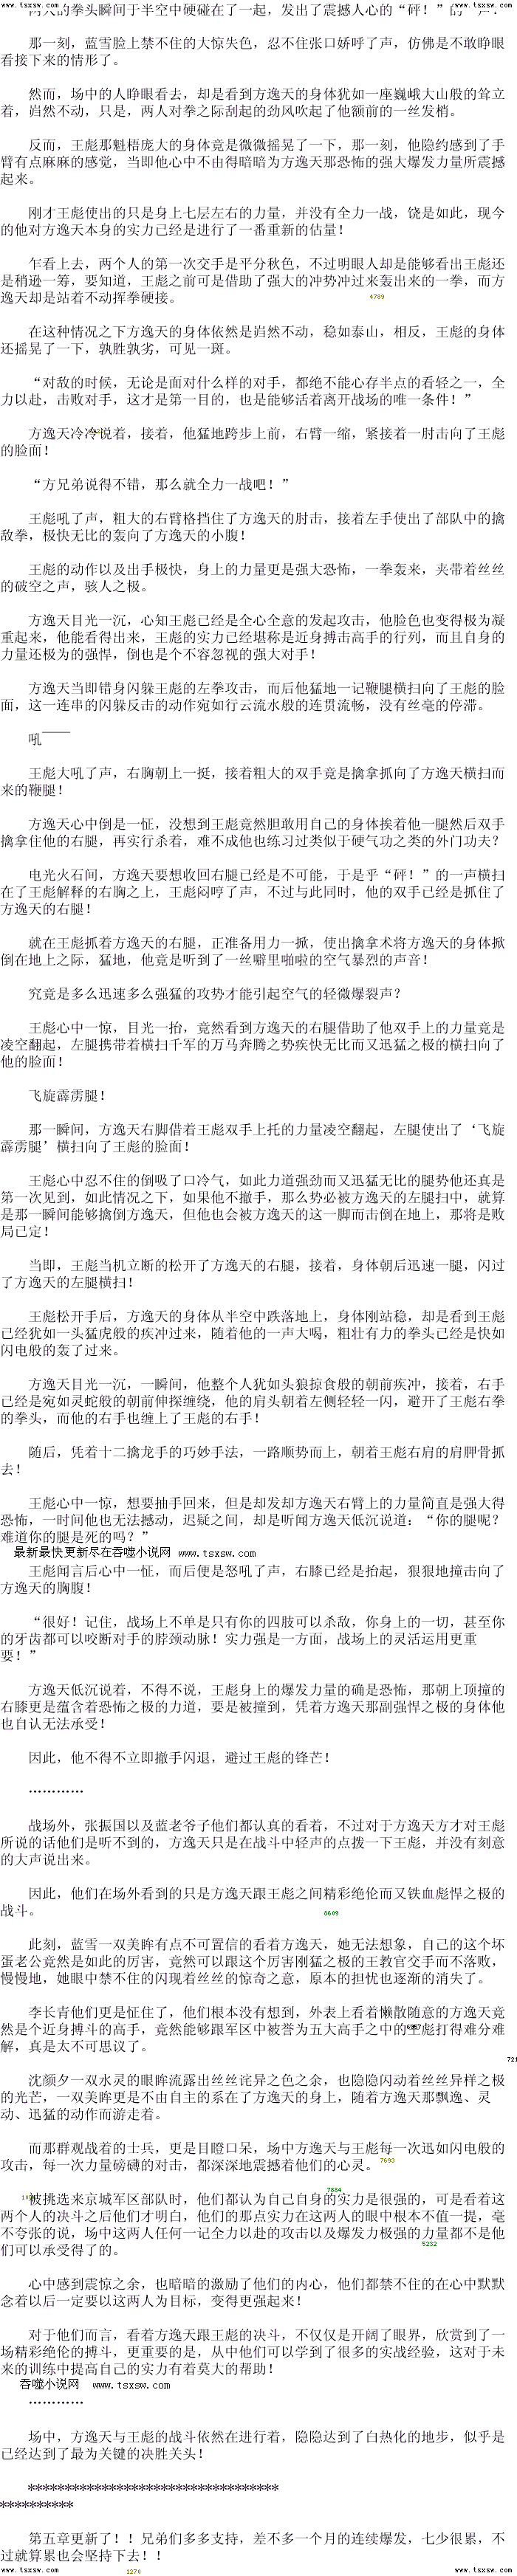 www.tsxsw.com www.tsxsw.com
两人的拳头瞬间于半空中硬碰在了一起，发出了震撼人心的“砰！”的一声！
那一刻，蓝雪脸上禁不住的大惊失色，忍不住张口娇呼了声，仿佛是不敢睁眼
看接下来的情形了。
然而，场中的人睁眼看去，却是看到方逸天的身体犹如一座巍峨大山般的耸立
着，岿然不动，只是，两人对拳之际刮起的劲风吹起了他额前的一丝发梢。
反而，王彪那魁梧庞大的身体竟是微微摇晃了一下，那一刻，他隐约感到了手
臂有点麻麻的感觉，当即他心中不由得暗暗为方逸天那恐怖的强大爆发力量所震撼
起来。
刚才王彪使出的只是身上七层左右的力量，并没有全力一战，饶是如此，现今
的他对方逸天本身的实力已经是进行了一番重新的估量！
乍看上去，两个人的第一次交手是平分秋色，不过明眼人却是能够看出王彪还
是稍逊一筹，要知道，王彪之前可是借助了强大的冲势冲过来轰出来的一拳，而方
逸天却是站着不动挥拳硬接。
4789
在这种情况之下方逸天的身体依然是岿然不动，稳如泰山，相反，王彪的身体
还摇晃了一下，孰胜孰劣，可见一斑。
“对敌的时候，无论是面对什么样的对手，都绝不能心存半点的看轻之一，全
力以赴，击败对手，这才是第一目的，也是能够活着离开战场的唯一条件！”
方逸天冷冷说着，接着，他猛地跨步上前，右臂一缩，紧接着一肘击向了王彪
的脸面！
“方兄弟说得不错，那么就全力一战吧！”
王彪吼了声，粗大的右臂格挡住了方逸天的肘击，接着左手使出了部队中的擒
敌拳，极快无比的轰向了方逸天的小腹！
王彪的动作以及出手极快，身上的力量更是强大恐怖，一拳轰来，夹带着丝丝
的破空之声，骇人之极。
方逸天目光一沉，心知王彪已经是全心全意的发起攻击，他脸色也变得极为凝
重起来，他能看得出来，王彪的实力已经堪称是近身搏击高手的行列，而且自身的
力量还极为的强悍，倒也是个不容忽视的强大对手！
方逸天当即错身闪躲王彪的左拳攻击，而后他猛地一记鞭腿横扫向了王彪的脸
面，这一连串的闪躲反击的动作宛如行云流水般的连贯流畅，没有丝毫的停滞。
吼——
王彪大吼了声，右胸朝上一挺，接着粗大的双手竟是擒拿抓向了方逸天横扫而
来的鞭腿！
方逸天心中倒是一怔，没想到王彪竟然胆敢用自己的身体挨着他一腿然后双手
擒拿住他的右腿，再实行杀着，难不成他也练习过类似于硬气功之类的外门功夫？
电光火石间，方逸天要想收回右腿已经是不可能，于是乎“砰！”的一声横扫
在了王彪解释的右胸之上，王彪闷哼了声，不过与此同时，他的双手已经是抓住了
方逸天的右腿！
就在王彪抓着方逸天的右腿，正准备用力一掀，使出擒拿术将方逸天的身体掀
倒在地上之际，猛地，他竟是听到了一丝噼里啪啦的空气暴烈的声音！
究竟是多么迅速多么强猛的攻势才能引起空气的轻微爆裂声？
王彪心中一惊，目光一抬，竟然看到方逸天的右腿借助了他双手上的力量竟是
凌空翻起，左腿携带着横扫千军的万马奔腾之势疾快无比而又迅猛之极的横扫向了
他的脸面！
飞旋霹雳腿！
那一瞬间，方逸天右脚借着王彪双手上托的力量凌空翻起，左腿使出了‘飞旋
霹雳腿’横扫向了王彪的脸面！
王彪心中忍不住的倒吸了口冷气，如此力道强劲而又迅猛无比的腿势他还真是
第一次见到，如此情况之下，如果他不撤手，那么势必被方逸天的左腿扫中，就算
是那一瞬间能够擒倒方逸天，但他也会被方逸天的这一脚而击倒在地上，那将是败
局已定！
当即，王彪当机立断的松开了方逸天的右腿，接着，身体朝后迅速一腿，闪过
了方逸天的左腿横扫！
王彪松开手后，方逸天的身体从半空中跌落地上，身体刚站稳，却是看到王彪
已经犹如一头猛虎般的疾冲过来，随着他的一声大喝，粗壮有力的拳头已经是快如
闪电般的轰了过来。
方逸天目光一沉，一瞬间，他整个人犹如头狼掠食般的朝前疾冲，接着，右手
已经是宛如灵蛇般的朝前伸探缠绕，他的肩头朝着左侧轻轻一闪，避开了王彪右拳
的拳头，而他的右手也缠上了王彪的右手！
随后，凭着十二擒龙手的巧妙手法，一路顺势而上，朝着王彪右肩的肩胛骨抓
去！
王彪心中一惊，想要抽手回来，但是却发却方逸天右臂上的力量简直是强大得
恐怖，一时间他也无法撼动，迟疑之间，却是听闻方逸天低沉说道：“你的腿呢？
难道你的腿是死的吗？”
最新最快更新尽在吞噬小说网 www.tsxsw.com
王彪闻言后心中一怔，而后便是怒吼了声，右膝已经是抬起，狠狠地撞击向了
方逸天的胸腹！
“很好！记住，战场上不单是只有你的四肢可以杀敌，你身上的一切，甚至你
的牙齿都可以咬断对手的脖颈动脉！实力强是一方面，战场上的灵活运用更重
要！”
方逸天低沉说着，不得不说，王彪身上的爆发力量的确是恐怖，那朝上顶撞的
右膝更是蕴含着恐怖之极的力道，要是被撞到，凭着方逸天那副强悍之极的身体他
也自认无法承受！
因此，他不得不立即撤手闪退，避过王彪的锋芒！
…………
战场外，张振国以及蓝老爷子他们都认真的看着，不过对于方逸天方才对王彪
所说的话他们是听不到的，方逸天只是在战斗中轻声的点拨一下王彪，并没有刻意
的大声说出来。
因此，他们在场外看到的只是方逸天跟王彪之间精彩绝伦而又铁血彪悍之极的
战斗。
8609
此刻，蓝雪一双美眸有点不可置信的看着方逸天，她无法想象，自己的这个坏
蛋老公竟然是如此的厉害，竟然可以跟这个厉害刚猛之极的王教官交手而不落败，
慢慢地，她眼中禁不住的闪现着丝丝的惊奇之意，原本的担忧也逐渐的消失了。
李长青他们更是怔住了，他们根本没有想到，外表上看着懒散随意的方逸天竟
然是个近身搏斗的高手，竟然能够跟军区中被誉为五大高手之中的王彪打得难分难
解，真是太不可思议了。
721
沈颜夕一双水灵的眼眸流露出丝丝诧异之色之余，也隐隐闪动着丝丝异样之极
的光芒，一双美眸更是不由自主的系在了方逸天的身上，随着方逸天那飘逸、灵
动、迅猛的动作而游走着。
而那群观战着的士兵，更是目瞪口呆，场中方逸天与王彪每一次迅如闪电般的
攻击，每一次力量磅礴的对击，都深深地震撼着他们的心灵。
7693
7884
被挑选来京城军区部队时，他们都认为自己自身的实力是很强的，可是看着这
两个人的决斗之后他们才明白，他们的那点实力在这两人的眼中根本不值一提，毫
不夸张的说，场中这两人任何一记全力以赴的攻击以及爆发力极强的力量都不是他
们可以承受得了的。
5232
心中感到震惊之余，也暗暗的激励了他们的内心，他们都禁不住的在心中默默
念着以后一定要以这两人为目标，变得更强起来！
对于他们而言，看着方逸天跟王彪的决斗，不仅仅是开阔了眼界，欣赏到了一
场精彩绝伦的搏斗，更重要的是，从中他们可以学到了很多的实战经验，这对于未
来的训练中提高自己的实力有着莫大的帮助！
吞噬小说网 www.tsxsw.com
…………
场中，方逸天与王彪的战斗依然在进行着，隐隐达到了白热化的地步，似乎是
已经达到了最为关键的决胜关头！
**********************************
**********
第五章更新了！！兄弟们多多支持，差不多一个月的连续爆发，七少很累，不
过就算累也会坚持下去！！
www.tsxsw.com 1270 www.tsxsw.com